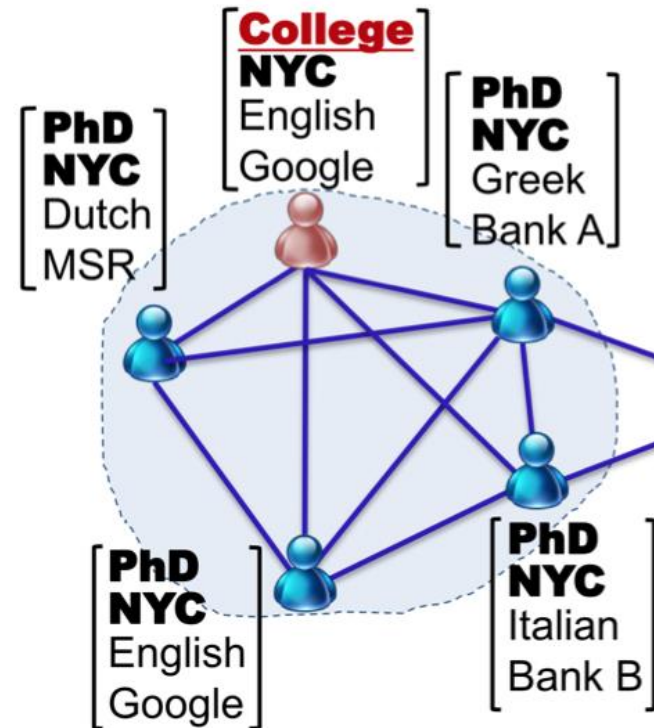 College
NYC
English
Google
PhD
NYC
Dutch
MSR
PhD
NYC
Greek
Bank A
PhD
NYC
English
Google
PhD
NYC
Italian
Bank B